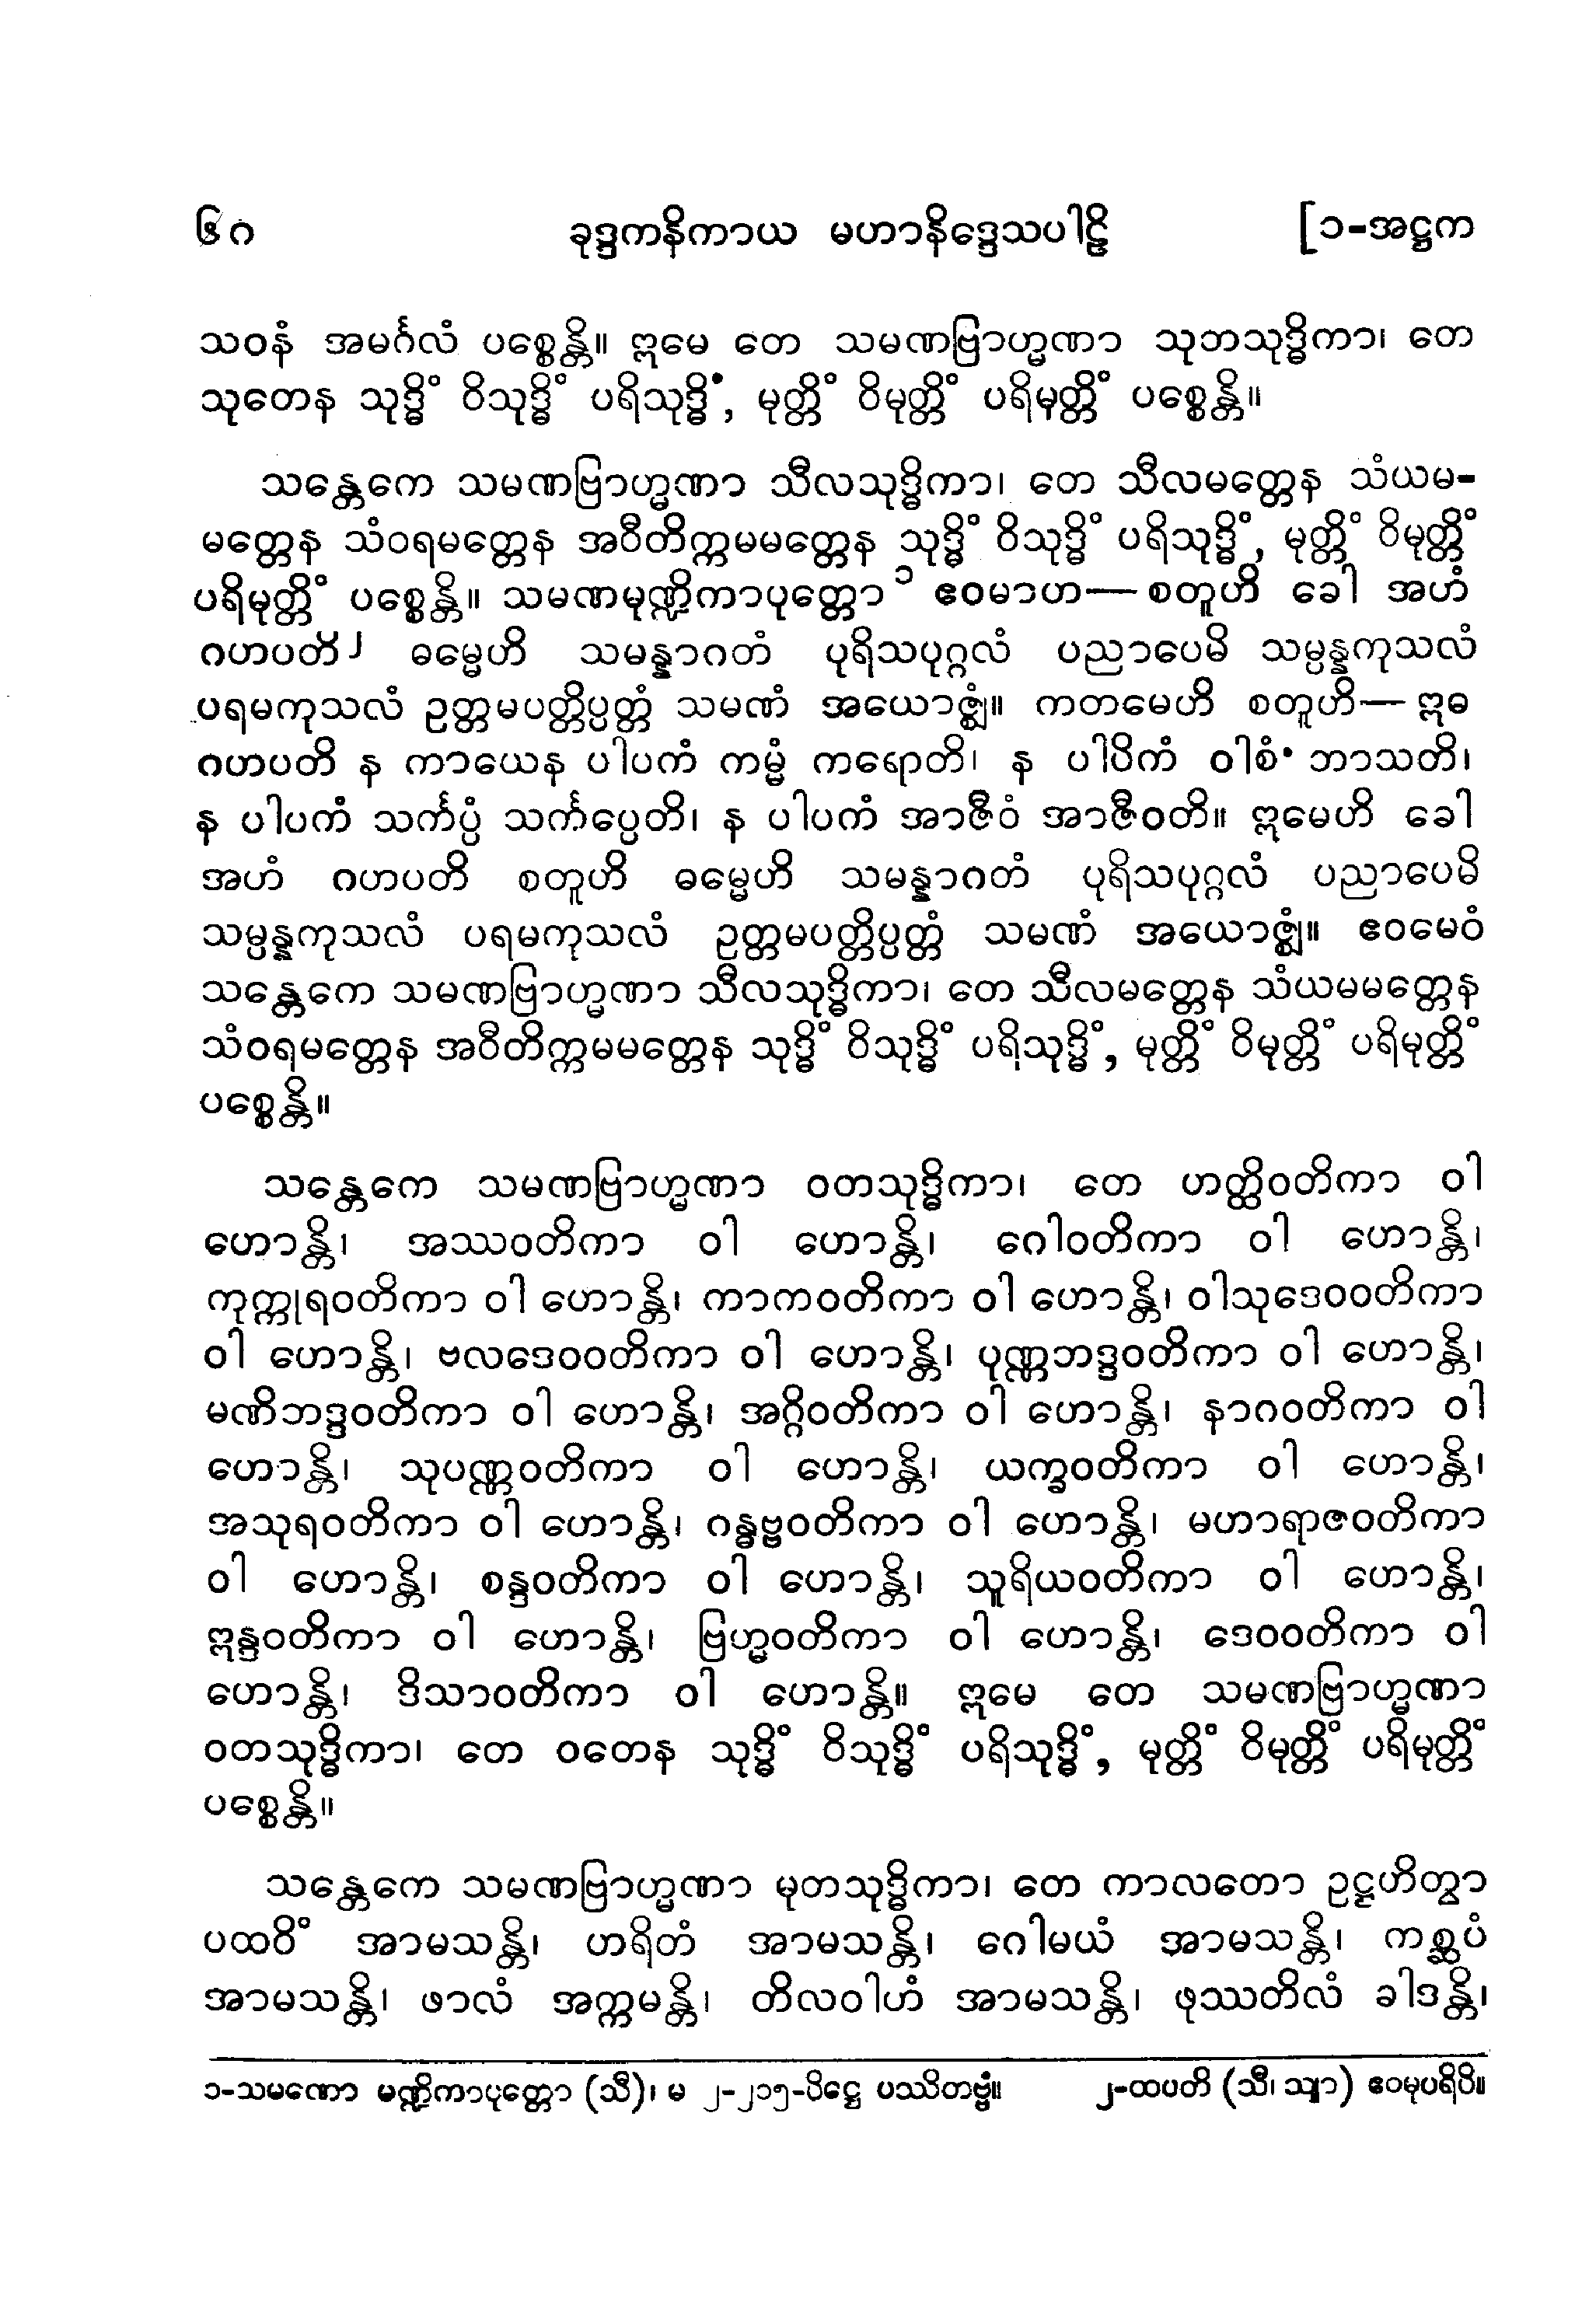 ၆၈ ခုဒ္ဒကနိကာယ မဟာနိဒ္ဒေသပါဠိ [၁-အဋ္ဌက
သဝနံ အမင်္ဂလံ ပစ္စေန္တိ။ ဣမေ တေ သမဏဗြာဟ္မဏာ သုတသုဒ္ဓိကာ၊ တေ
သုတေန သုဒ္ဓိံ ဝိသုဒ္ဓိံ ပရိသုဒ္ဓိံ, မုတ္တိံ ဝိမုတ္တိံ ပရိမုတ္တိံ ပစ္စေန္တိ။
သန္တေကေ သမဏဗြာဟ္မဏာ သီလသုဒ္ဓိကာ၊ တေ သီလမတ္တေန သံယမ-
မတ္တေန သံဝရမတ္တေန အဝီတိက္ကမမတ္တေန သုဒ္ဓိံ ဝိသုဒ္ဓိံ ပရိသုဒ္ဓိံ, မုတ္တိံ ဝိမုတ္တိံ
ပရိမုတ္တိံ ပစ္စေန္တိ။ သမဏမုဏ္ဍိကာပုတ္တော ၁ ဧဝမာဟ— စတူဟိ ခေါ အဟံ
ဂဟပတိ ၂ ဓမ္မေဟိ သမန္နာဂတံ ပုရိသပုဂ္ဂလံ ပညာပေမိ သမ္ပန္နကုသလံ
ပရမကုသလံ ဥတ္တမပတ္တိပ္ပတ္တံ သမဏံ အယောဇ္ဈံ။ ကတမေဟိ စတူဟိ— ဣဓ
ဂဟပတိ န ကာယေန ပါပကံ ကမ္မံ ကရောတိ၊ န ပါပိကံ ဝါစံ ဘာသတိ၊
န ပါပကံ သင်္ကပ္ပံ သင်္ကပ္ပေတိ၊ န ပါပကံ အာဇီဝံ အာဇီဝတိ။ ဣမေဟိ ခေါ
အဟံ ဂဟပတိ စတူဟိ ဓမ္မေဟိ သမန္နာဂတံ ပုရိသပုဂ္ဂလံ ပညာပေမိ
သမ္ပန္နကုသလံ ပရမကုသလံ ဥတ္တမပတ္တိပ္ပတ္တံ သမဏံ အယောဇ္ဈံ။ ဧဝမေဝံ
သန္တေကေ သမဏဗြာဟ္မဏာ သီလသုဒ္ဓိကာ၊ တေ သီလမတ္တေန သံယမမတ္တေန
သံဝရမတ္တေန အဝီတိက္ကမမတ္တေန သုဒ္ဓိံ ဝိသုဒ္ဓိံ ပရိသုဒ္ဓိံ, မုတ္တိံ ဝိမုတ္တိံ ပရိမုတ္တိံ
ပစ္စေန္တိ။
သန္တေကေ သမဏဗြာဟ္မဏာ ဝတသုဒ္ဓိကာ၊ တေ ဟတ္ထိဝတိကာ ဝါ
ဟောန္တိ၊ အဿဝတိကာ ဝါ ဟောန္တိ၊ ဂေါဝတိကာ ဝါ ဟောန္တိ၊
ကုက္ကုရဝတိကာ ဝါ ဟောန္တိ၊ ကာကဝတိကာ ဝါ ဟောန္တိ၊ ဝါသုဒေဝဝတိကာ
ဝါ ဟောန္တိ၊ ဗလဒေဝဝတိကာ ဝါ ဟောန္တိ၊ ပုဏ္ဏဘဒ္ဒဝတိကာ ဝါ ဟောန္တိ၊
မဏိဘဒ္ဒဝတိကာ ဝါ ဟောန္တိ၊ အဂ္ဂိဝတိကာ ဝါ ဟောန္တိ၊ နာဂဝတိကာ ဝါ
ဟောန္တိ၊ သုပဏ္ဏဝတိကာ ဝါ ဟောန္တိ၊ ယက္ခဝတိကာ ဝါ ဟောန္တိ၊
အသုရဝတိကာ ဝါ ဟောန္တိ၊ ဂန္ဓဗ္ဗဝတိကာ ဝါ ဟောန္တိ၊ မဟာရာဇဝတိကာ
ဝါ ဟောန္တိ၊ စန္ဒဝတိကာ ဝါ ဟောန္တိ၊ သူရိယဝတိကာ ဝါ ဟောန္တိ၊
ဣန္ဒဝတိကာ ဝါ ဟောန္တိ၊ ဗြဟ္မဝတိကာ ဝါ ဟောန္တိ၊ ဒေဝဝတိကာ ဝါ
ဟောန္တိ၊ ဒိသာဝတိကာ ဝါ ဟောန္တိ။ ဣမေ တေ သမဏဗြာဟ္မဏာ
ဝတသုဒ္ဓိကာ၊ တေ ဝတေန သုဒ္ဓိံ ဝိသုဒ္ဓိံ ပရိသုဒ္ဓိံ, မုတ္တိံ ဝိမုတ္တိံ ပရိမုတ္တိံ
ပစ္စေန္တိ။
သန္တေကေ သမဏဗြာဟ္မဏာ မုတသုဒ္ဓိကာ၊ တေ ကာလတော ဥဋ္ဌဟိတွာ
ပထဝိံ အာမသန္တိ၊ ဟရိတံ အာမသန္တိ၊ ဂေါမယံ အာမသန္တိ၊ ကစ္ဆပံ
အာမသန္တိ၊ ဖာလံ အက္ကမန္တိ၊ တိလဝါဟံ အာမသန္တိ၊ ဖုဿတိလံ ခါဒန္တိ၊
၁-သမဏော မဏ္ဍိကာပုတ္တော (သီ)၊ မ ၂-၂၁၅-ပိဋ္ဌေ ပဿိတဗ္ဗံ။ ၂-ထပတိ (သီ၊ သျာ) ဧဝမုပရိပိ။